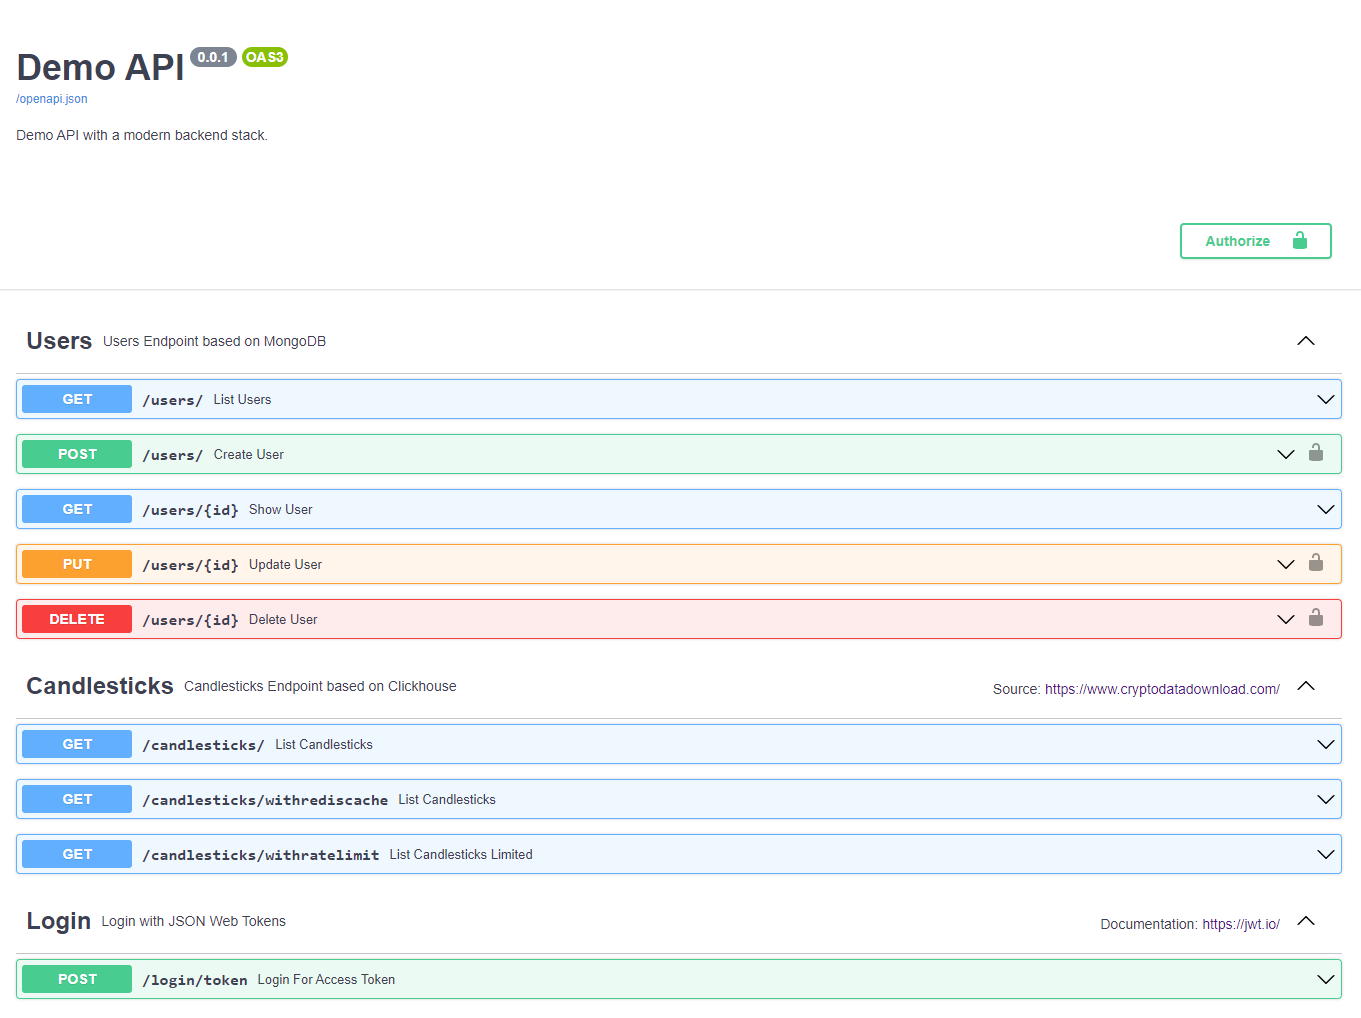 Demo API 0.0.1 OAS3
/openapi.json
Demo API with a modern backend stack.
Authorize
Users Users Endpoint based on MongoDB
GET /users/ List Users
POST /users/ Create User
GET /users/{id} Show User
PUT /users/{id} Update User
DELETE /users/{id} Delete User
Candlesticks Candlesticks Endpoint based on Clickhouse Source: https://www.cryptodatadownload.com/
GET /candlesticks/ List Candlesticks
GET /candlesticks/withrediscache List Candlesticks
GET /candlesticks/withratelimit List Candlesticks Limited
Login Login with JSON Web Tokens Documentation: https://jwt.io/
POST /login/token Login For Access Token